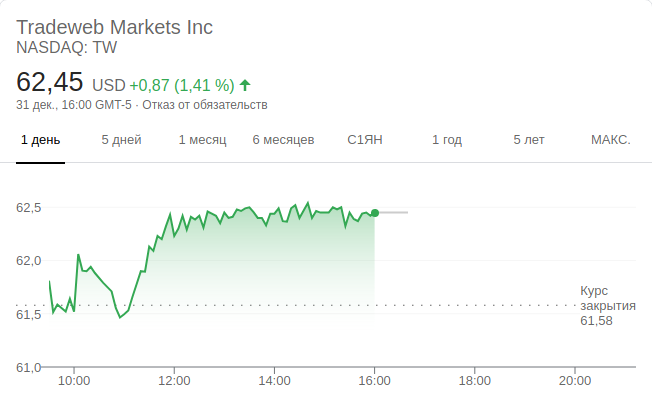 Tradeweb Markets Inc
NASDAQ: TW
62,45 USD +0,87 (1,41 %)
31 дек., 16:00 GMT-5 · Отказ от обязательств
1 день 5 дней 1 месяц 6 месяцев С1ЯН 1 год 5 лет МАКС.
62,5
62,0
61,5
61,0
Курс
закрытия
61,58
10:00 12:00 14:00 16:00 18:00 20:00